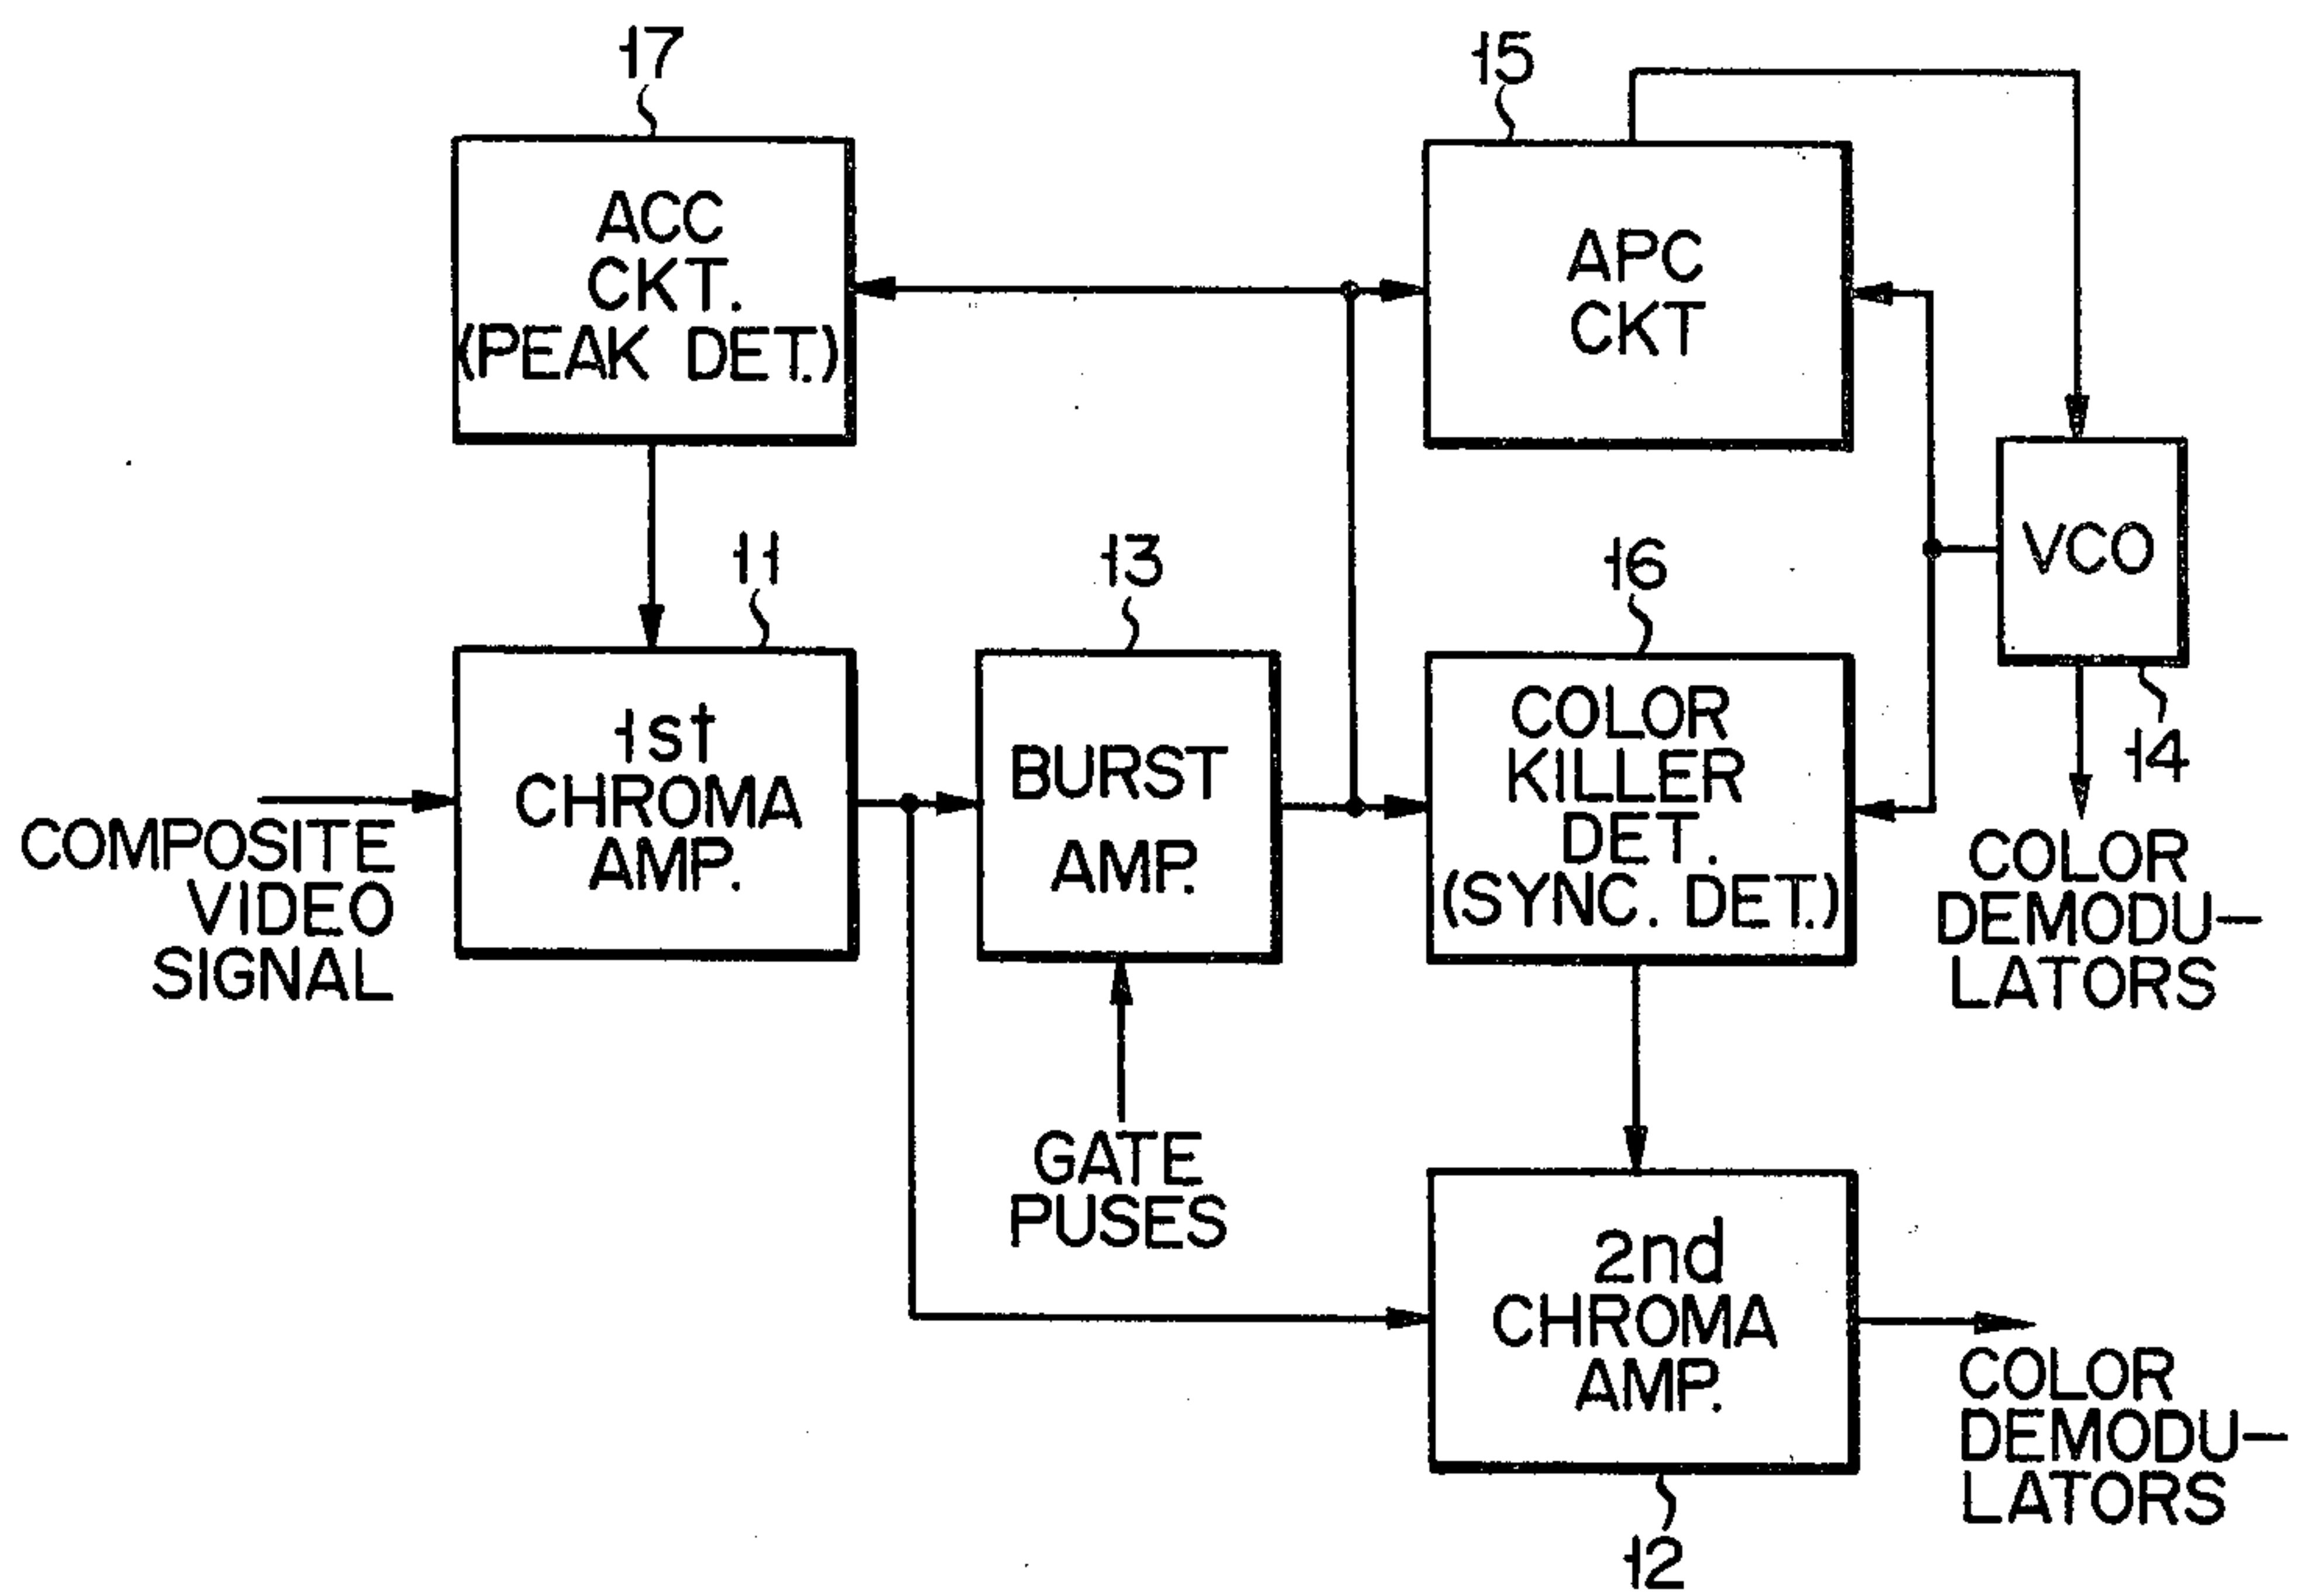 17
15
ACC
CKT.
(PEAK DET.)
APC
CKT
11
13
16
VCO
14
1st
CHROMA
AMP.
BURST
AMP.
COLOR
KILLER
DET.
(SYNC. DET.)
COMPOSITE
VIDEO
SIGNAL
COLOR
DEMODU-
LATORS
GATE
PUSES
2nd
CHROMA
AMP.
COLOR
DEMODU-
LATORS
12